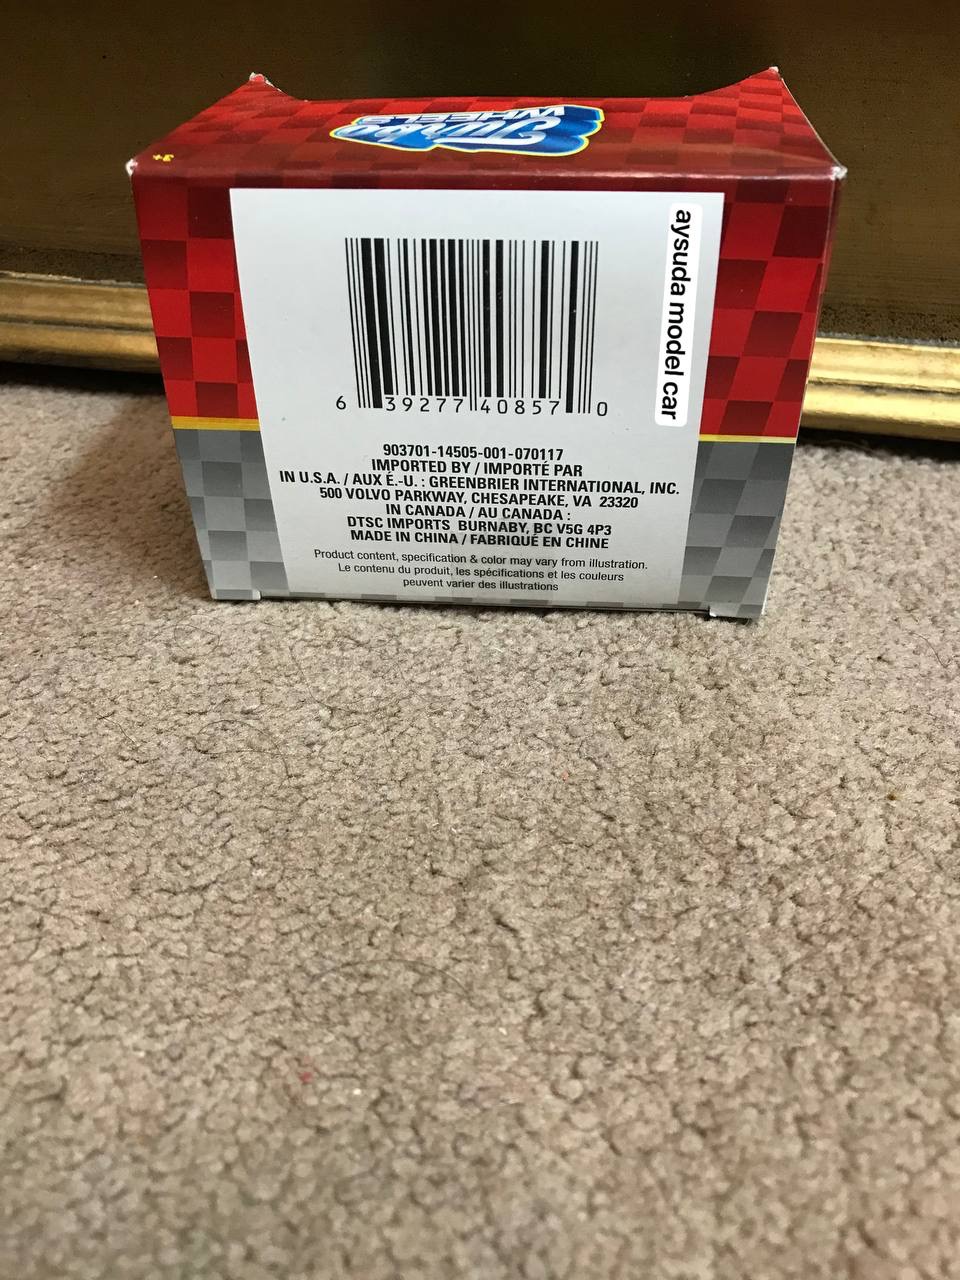 Turbo
WHEELS
3+
aysuda model car
6 39277 40857 0
903701-14505-001-070117
IMPORTED BY / IMPORTÉ PAR
IN U.S.A. / AUX É.-U. : GREENBRIER INTERNATIONAL, INC.
500 VOLVO PARKWAY, CHESAPEAKE, VA 23320
IN CANADA / AU CANADA :
DTSC IMPORTS BURNABY, BC V5G 4P3
MADE IN CHINA / FABRIQUÉ EN CHINE
Product content, specification & color may vary from illustration.
Le contenu du produit, les spécifications et les couleurs
peuvent varier des illustrations